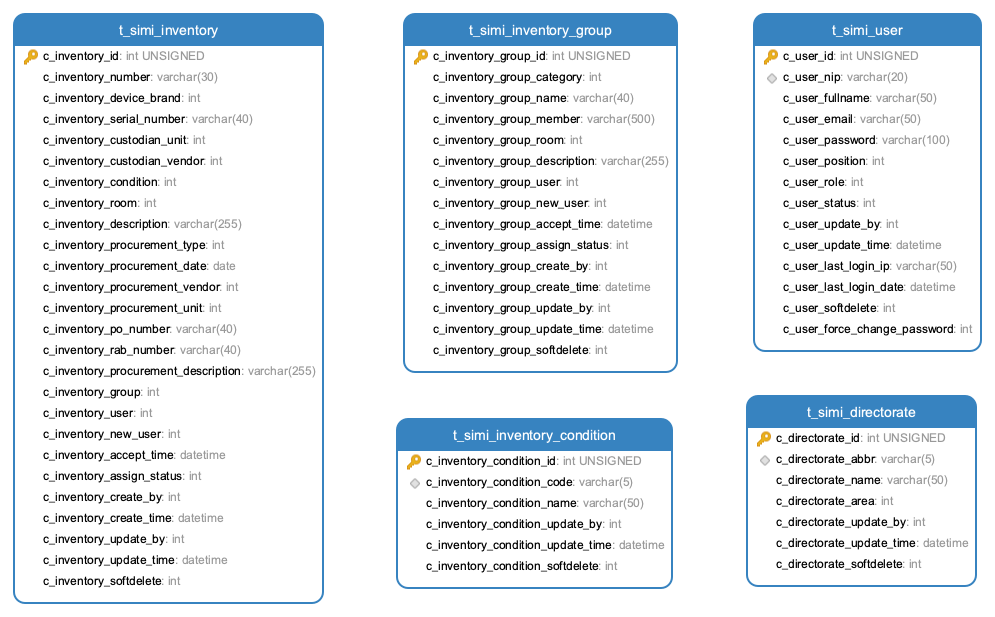 t_simi_inventory
c_inventory_id: int UNSIGNED
c_inventory_number: varchar(30)
c_inventory_device_brand: int
c_inventory_serial_number: varchar(40)
c_inventory_custodian_unit: int
c_inventory_custodian_vendor: int
c_inventory_condition: int
c_inventory_room: int
c_inventory_description: varchar(255)
c_inventory_procurement_type: int
c_inventory_procurement_date: date
c_inventory_procurement_vendor: int
c_inventory_procurement_unit: int
c_inventory_po_number: varchar(40)
c_inventory_rab_number: varchar(40)
c_inventory_procurement_description: varchar(255)
c_inventory_group: int
c_inventory_user: int
c_inventory_new_user: int
c_inventory_accept_time: datetime
c_inventory_assign_status: int
c_inventory_create_by: int
c_inventory_create_time: datetime
c_inventory_update_by: int
c_inventory_update_time: datetime
c_inventory_softdelete: int
t_simi_inventory_group
c_inventory_group_id: int UNSIGNED
c_inventory_group_category: int
c_inventory_group_name: varchar(40)
c_inventory_group_member: varchar(500)
c_inventory_group_room: int
c_inventory_group_description: varchar(255)
c_inventory_group_user: int
c_inventory_group_new_user: int
c_inventory_group_accept_time: datetime
c_inventory_group_assign_status: int
c_inventory_group_create_by: int
c_inventory_group_create_time: datetime
c_inventory_group_update_by: int
c_inventory_group_update_time: datetime
c_inventory_group_softdelete: int
t_simi_user
c_user_id: int UNSIGNED
c_user_nip: varchar(20)
c_user_fullname: varchar(50)
c_user_email: varchar(50)
c_user_password: varchar(100)
c_user_position: int
c_user_role: int
c_user_status: int
c_user_update_by: int
c_user_update_time: datetime
c_user_last_login_ip: varchar(50)
c_user_last_login_date: datetime
c_user_softdelete: int
c_user_force_change_password: int
t_simi_inventory_condition
c_inventory_condition_id: int UNSIGNED
c_inventory_condition_code: varchar(5)
c_inventory_condition_name: varchar(50)
c_inventory_condition_update_by: int
c_inventory_condition_update_time: datetime
c_inventory_condition_softdelete: int
t_simi_directorate
c_directorate_id: int UNSIGNED
c_directorate_abbr: varchar(5)
c_directorate_name: varchar(50)
c_directorate_area: int
c_directorate_update_by: int
c_directorate_update_time: datetime
c_directorate_softdelete: int